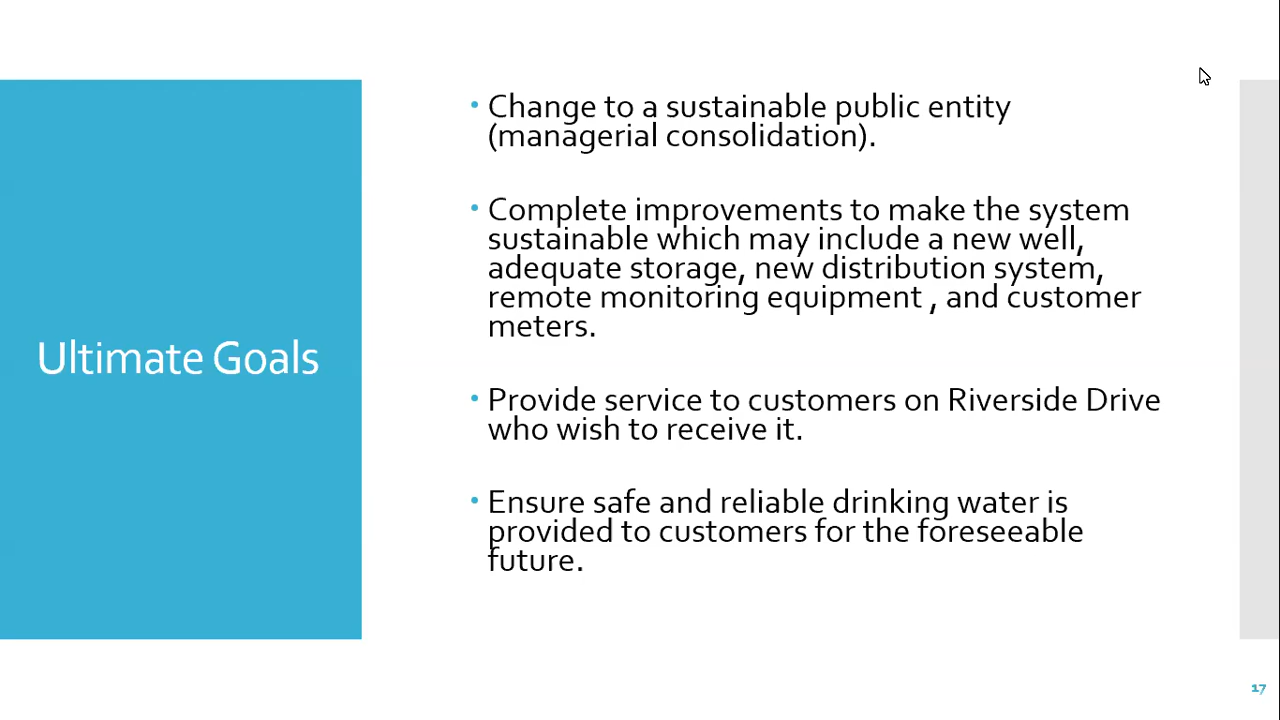 Ultimate Goals
• Change to a sustainable public entity
(managerial consolidation).
• Complete improvements to make the system
sustainable which may include a new well,
adequate storage, new distribution system,
remote monitoring equipment , and customer
meters.
• Provide service to customers on Riverside Drive
who wish to receive it.
• Ensure safe and reliable drinking water is
provided to customers for the foreseeable
future.
17